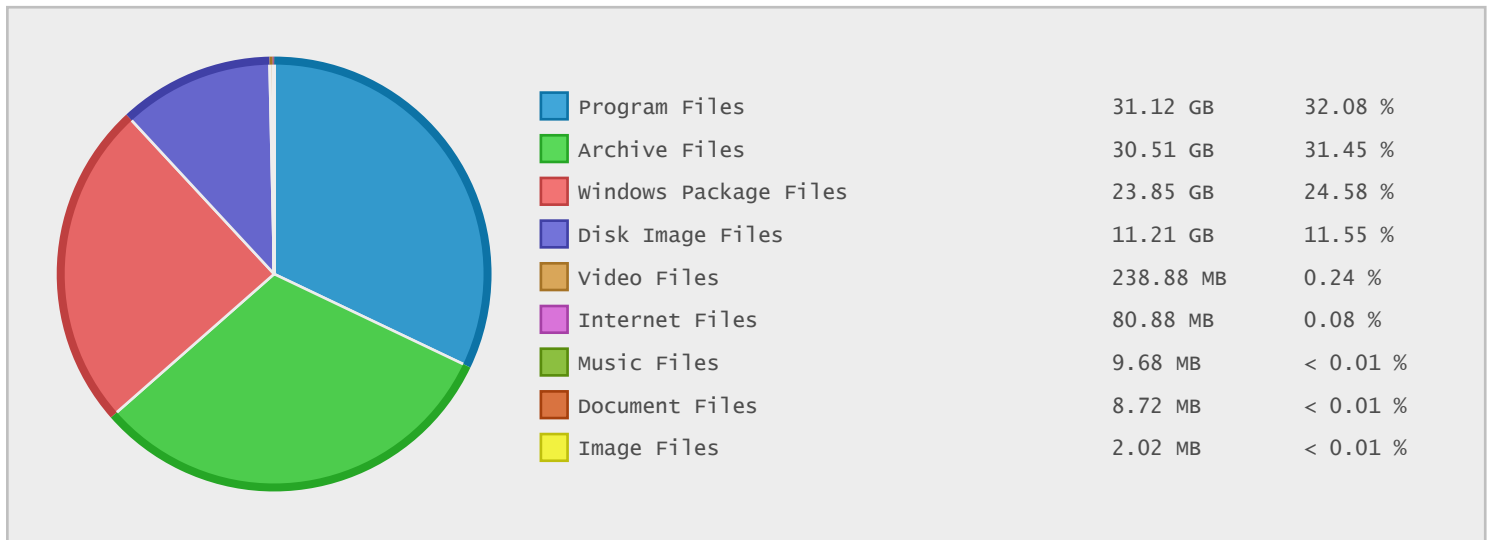 Program Files 31.12 GB 32.08 %
Archive Files 30.51 GB 31.45 %
Windows Package Files 23.85 GB 24.58 %
Disk Image Files 11.21 GB 11.55 %
Video Files 238.88 MB 0.24 %
Internet Files 80.88 MB 0.08 %
Music Files 9.68 MB < 0.01 %
Document Files 8.72 MB < 0.01 %
Image Files 2.02 MB < 0.01 %